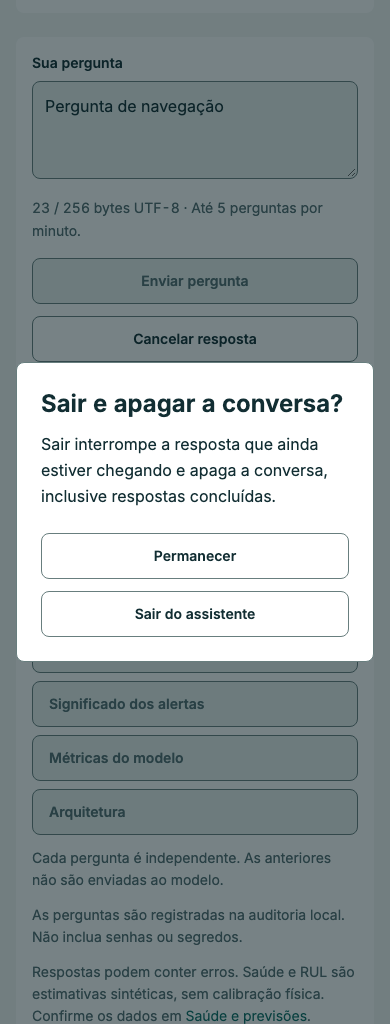 Sua pergunta
Pergunta de navegação
23 / 256 bytes UTF-8 · Até 5 perguntas por
minuto.
Enviar pergunta
Cancelar resposta
Sair e apagar a conversa?
Sair interrompe a resposta que ainda
estiver chegando e apaga a conversa,
inclusive respostas concluídas.
Permanecer
Sair do assistente
Significado dos alertas
Métricas do modelo
Arquitetura
Cada pergunta é independente. As anteriores
não são enviadas ao modelo.
As perguntas são registradas na auditoria local.
Não inclua senhas ou segredos.
Respostas podem conter erros. Saúde e RUL são
estimativas sintéticas, sem calibração física.
Confirme os dados em Saúde e previsões.